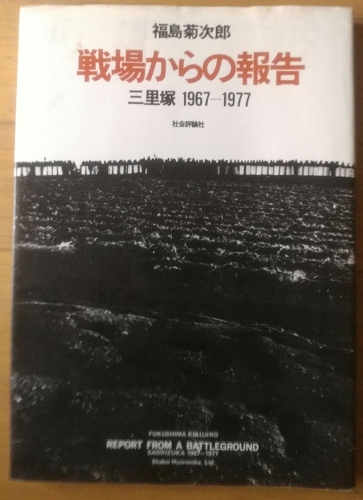 福島菊次郎
戦場からの報告
三里塚 1967—1977
社会評論社
FUKUSHIMA KIKUJIRO
REPORT FROM A BATTLEGROUND
SANRIZUKA 1967—1977
Shakai Hyoronsha, Ltd.